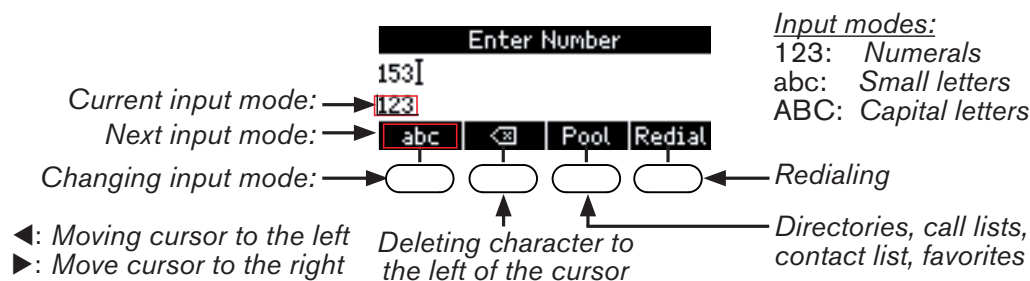 Enter Number
153
123
abc ⌫ Pool Redial
Current input mode:
Next input mode:
Changing input mode:
◀: Moving cursor to the left
▶: Move cursor to the right
Deleting character to
the left of the cursor
Input modes:
123: Numerals
abc: Small letters
ABC: Capital letters
Redialing
Directories, call lists,
contact list, favorites